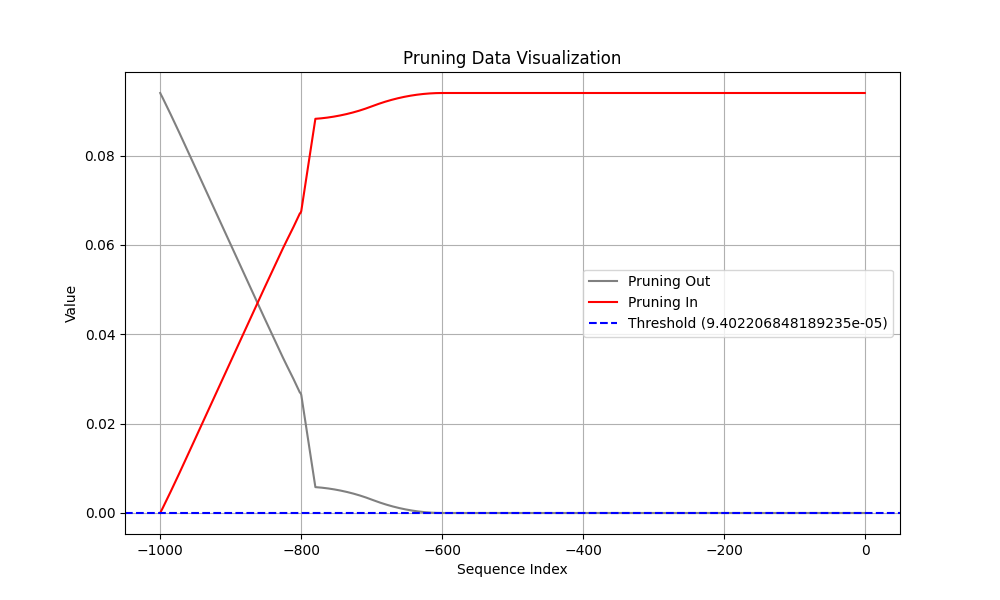 Pruning Data Visualization
Value
0.08
0.06
0.04
0.02
0.00
Pruning Out
Pruning In
Threshold (9.402206848189235e-05)
−1000
−800
−600
−400
−200
0
Sequence Index